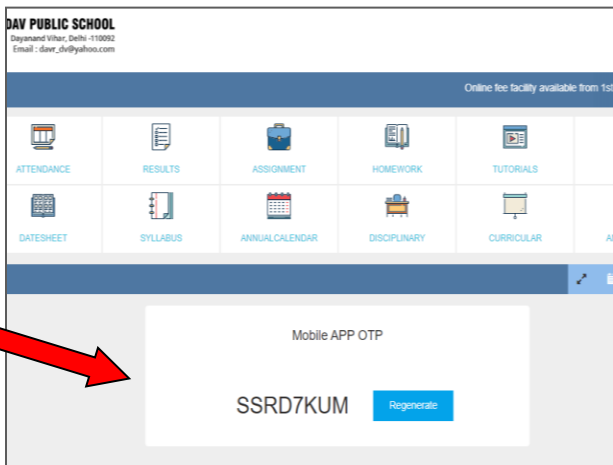 DAV PUBLIC SCHOOL
Dayanand Vihar, Delhi -110092
Email : davr_dv@yahoo.com
Online fee facility available from 1st
ATTENDANCE RESULTS ASSIGNMENT HOMEWORK TUTORIALS
DATESHEET SYLLABUS ANNUALCALENDAR DISCIPLINARY CURRICULAR
Mobile APP OTP
SSRD7KUM Regenerate